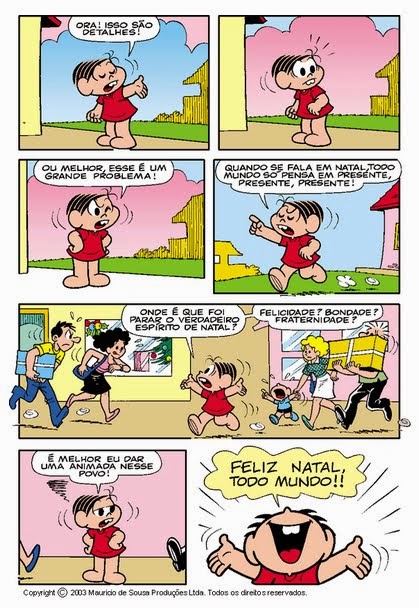 ORA! ISSO SÃO
DETALHES!
OU MELHOR, ESSE É UM
GRANDE PROBLEMA!
QUANDO SE FALA EM NATAL, TODO
MUNDO SÓ PENSA EM PRESENTE,
PRESENTE, PRESENTE!
ONDE É QUE FOI
PARAR O VERDADEIRO
ESPÍRITO DE NATAL?
FELICIDADE? BONDADE?
FRATERNIDADE?
É MELHOR EU DAR
UMA ANIMADA NESSE
POVO!
FELIZ NATAL,
TODO MUNDO!!
Copyright © 2003 Mauricio de Sousa Produções Ltda. Todos os direitos reservados.